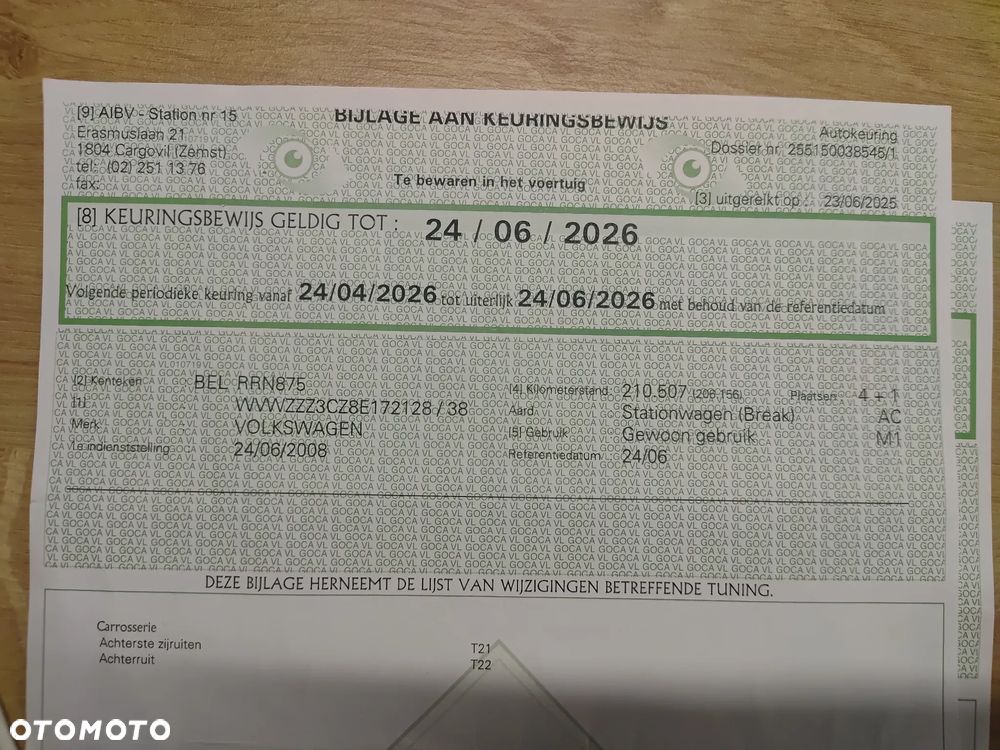 [9] AIBV - Station nr 15
Erasmuslaan 21
1804 Cargovil (Zemst)
tel: (02) 251 13 76
fax:
BIJLAGE AAN KEURINGSBEWIJS
Te bewaren in het voertuig
Autokeuring
Dossier nr 255150038546/1
[3] uitgereikt op : 23/06/2025
[8] KEURINGSBEWIJS GELDIG TOT : 24 / 06 / 2026
Volgende periodieke keuring vanaf 24/04/2026 tot uiterlijk 24/06/2026 met behoud van de referentiedatum
[2] Kenteken BEL RRN875
[1] WVWZZZ3CZ8E172128 / 38
Merk VOLKSWAGEN
1e indienststelling 24/06/2008
[4] Kilometerstand 210.507 (206.156) Plaatsen 4 + 1
Aard Stationwagen (Break) AC
[5] Gebruik Gewoon gebruik M1
Referentiedatum 24/06
DEZE BIJLAGE HERNEEMT DE LIJST VAN WIJZIGINGEN BETREFFENDE TUNING.
Carrosserie
Achterste zijruiten T21
Achterruit T22
OTOMOTO